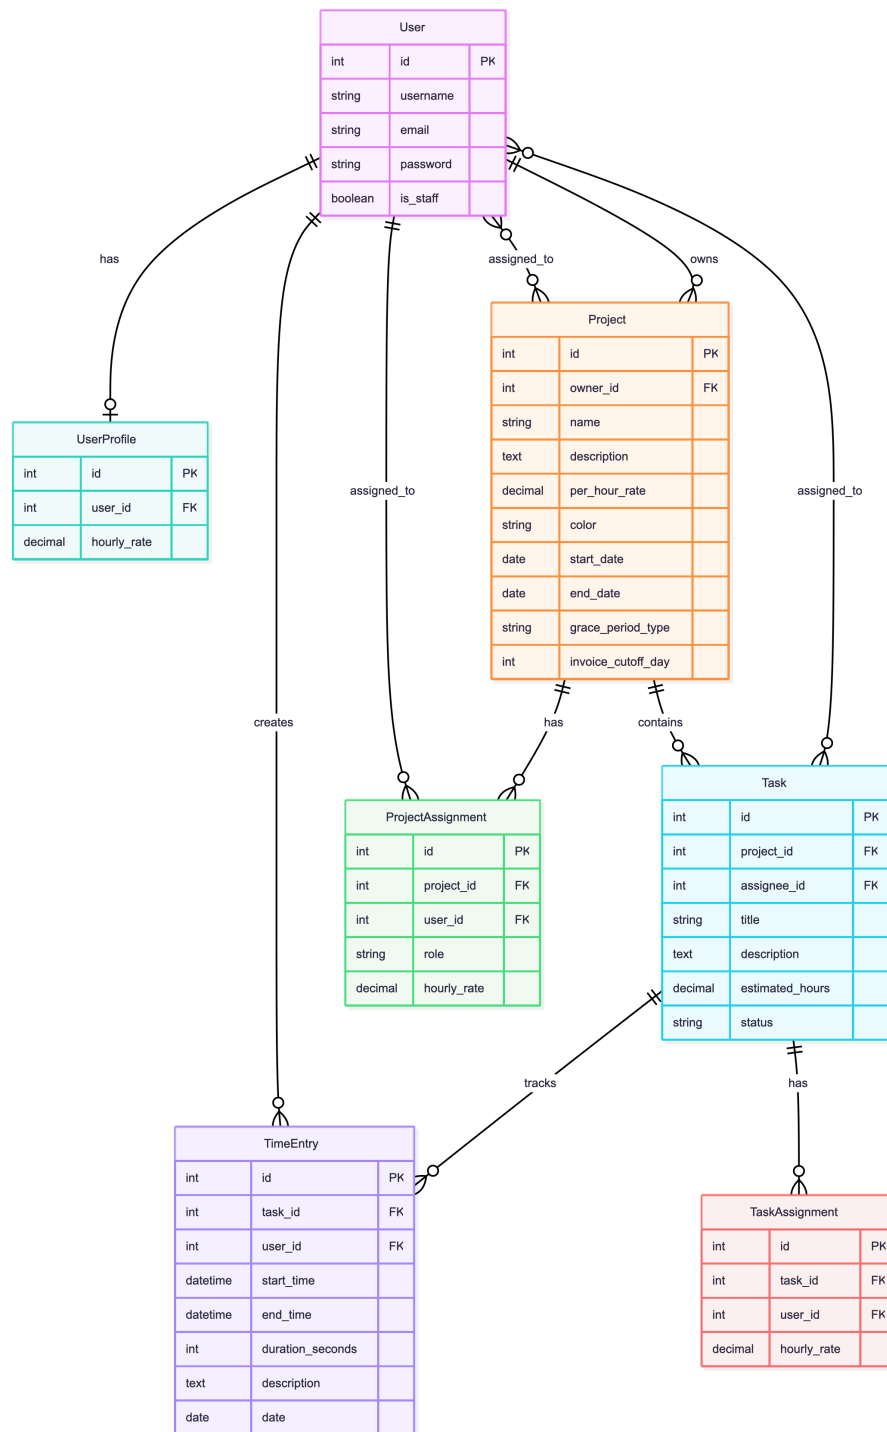 User
int id PK
string username
string email
string password
boolean is_staff
has
assigned_to
owns
Project
int id PK
int owner_id FK
string name
text description
decimal per_hour_rate
string color
date start_date
date end_date
string grace_period_type
int invoice_cutoff_day
UserProfile
int id PK
int user_id FK
decimal hourly_rate
assigned_to
assigned_to
creates
has
contains
Task
int id PK
int project_id FK
int assignee_id FK
string title
text description
decimal estimated_hours
string status
ProjectAssignment
int id PK
int project_id FK
int user_id FK
string role
decimal hourly_rate
tracks
has
TimeEntry
int id PK
int task_id FK
int user_id FK
datetime start_time
datetime end_time
int duration_seconds
text description
date date
TaskAssignment
int id PK
int task_id FK
int user_id FK
decimal hourly_rate